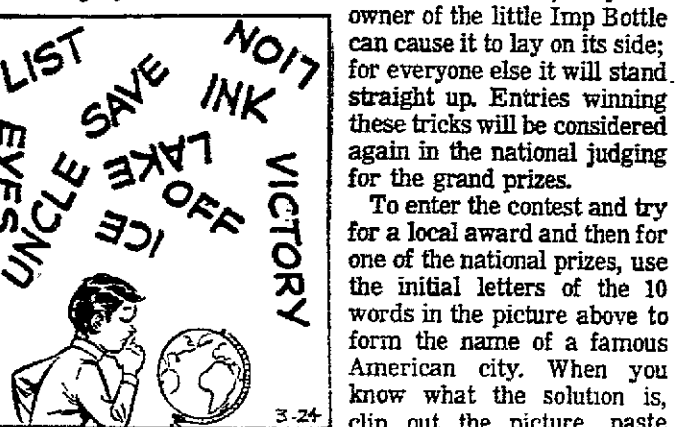 LIST
LION
SAVE
INK
EYES
UNCLE
LAKE
OFF
ICE
VICTORY
3-24
owner of the little Imp Bottle
can cause it to lay on its side;
for everyone else it will stand
straight up. Entries winning
these tricks will be considered
again in the national judging
for the grand prizes.
To enter the contest and try
for a local award and then for
one of the national prizes, use
the initial letters of the 10
words in the picture above to
form the name of a famous
American city. When you
know what the solution is,
clip out the picture, paste